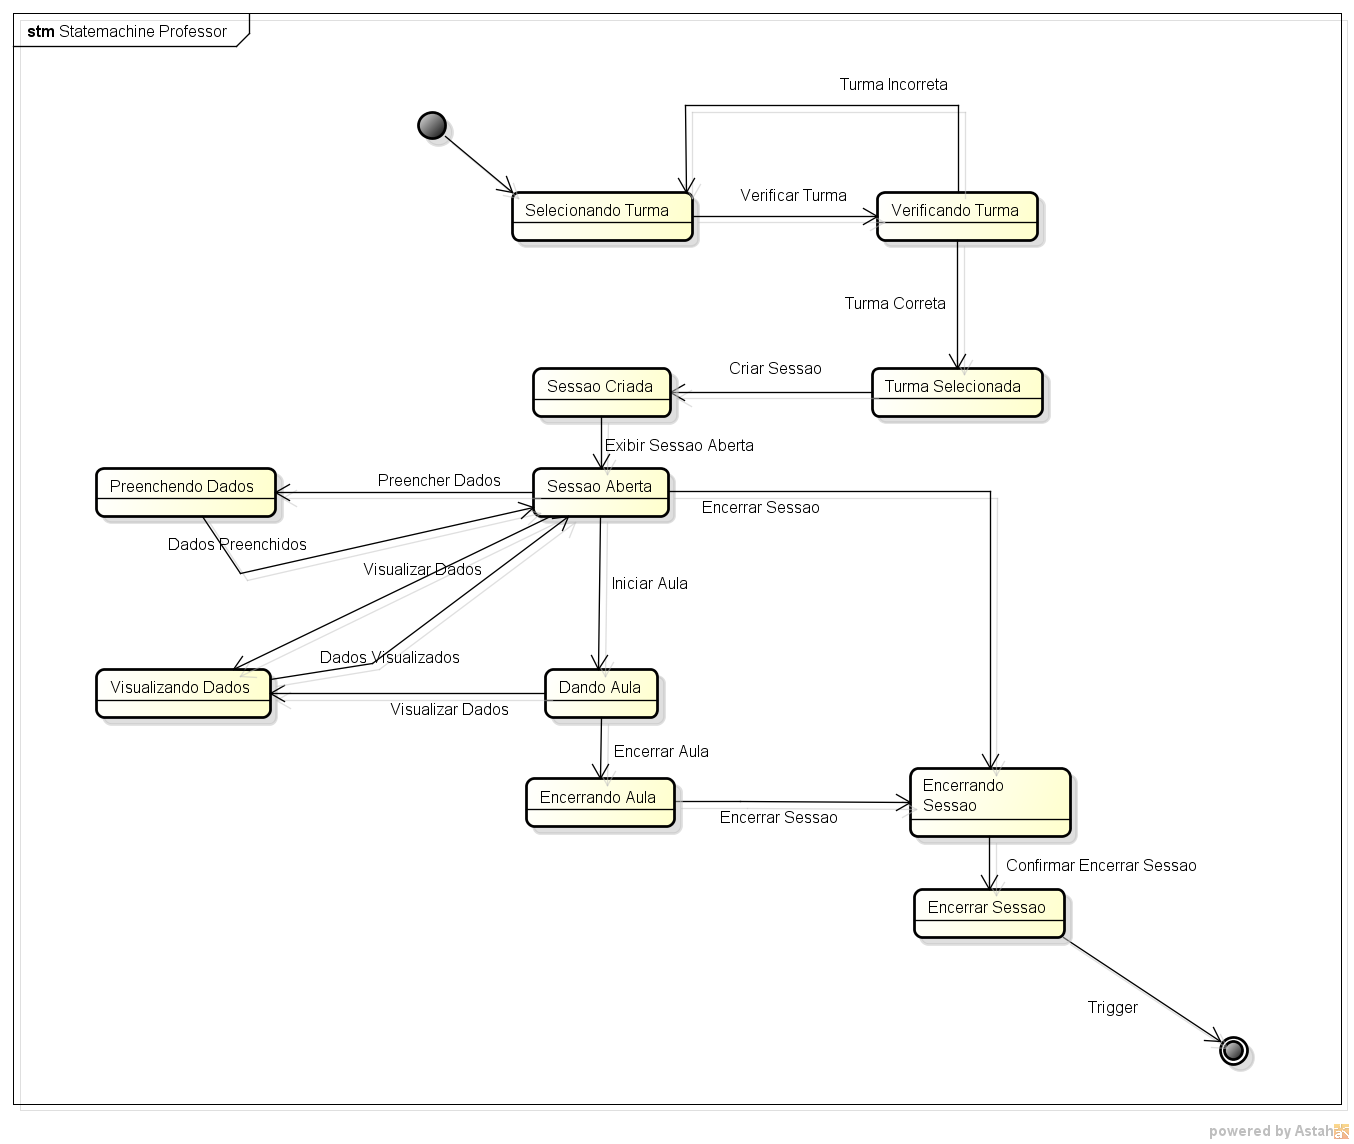 stm Statemachine Professor
Turma Incorreta
Selecionando Turma
Verificar Turma
Verificando Turma
Turma Correta
Sessao Criada
Criar Sessao
Turma Selecionada
Exibir Sessao Aberta
Preenchendo Dados
Preencher Dados
Sessao Aberta
Encerrar Sessao
Dados Preenchidos
Visualizar Dados
Iniciar Aula
Dados Visualizados
Visualizando Dados
Visualizar Dados
Dando Aula
Encerrar Aula
Encerrando Aula
Encerrar Sessao
Encerrando
Sessao
Confirmar Encerrar Sessao
Encerrar Sessao
Trigger
powered by Astah